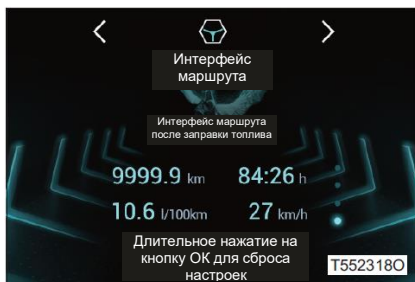 Интерфейс
маршрута
Интерфейс маршрута
после заправки топлива
9999.9 km 84:26 h
10.6 l/100km 27 km/h
Длительное нажатие на
кнопку ОК для сброса
настроек
T552318O